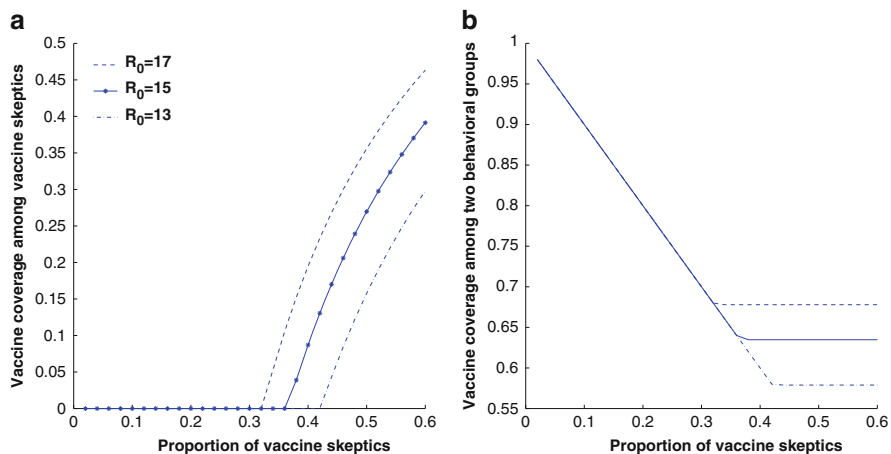 a
b
0.5
0.45
0.4
0.35
0.3
0.25
0.2
0.15
0.1
0.05
0
Vaccine coverage among vaccine skeptics
R0=17
R0=15
R0=13
0 0.1 0.2 0.3 0.4 0.5 0.6
Proportion of vaccine skeptics
1
0.95
0.9
0.85
0.8
0.75
0.7
0.65
0.6
0.55
Vaccine coverage among two behavioral groups
0 0.1 0.2 0.3 0.4 0.5 0.6
Proportion of vaccine skeptics